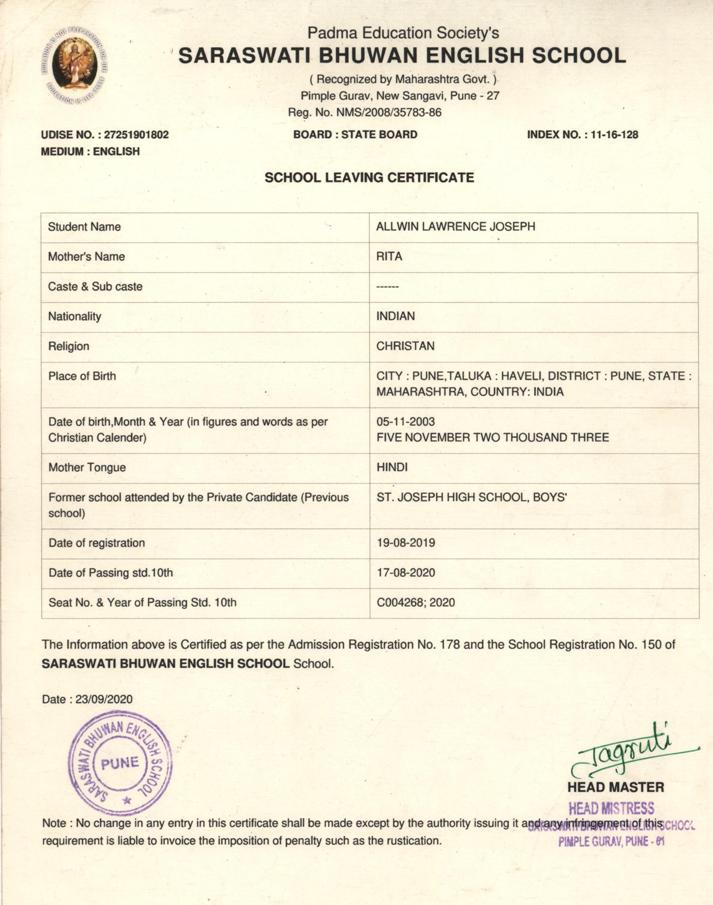 Padma Education Society's
SARASWATI BHUWAN ENGLISH SCHOOL
( Recognized by Maharashtra Govt. )
Pimple Gurav, New Sangavi, Pune - 27
Reg. No. NMS/2008/35783-86
UDISE NO. : 27251901802 BOARD : STATE BOARD INDEX NO. : 11-16-128
MEDIUM : ENGLISH
SCHOOL LEAVING CERTIFICATE
Student Name ALLWIN LAWRENCE JOSEPH
Mother's Name RITA
Caste & Sub caste ------
Nationality INDIAN
Religion CHRISTAN
Place of Birth CITY : PUNE,TALUKA : HAVELI, DISTRICT : PUNE, STATE :
MAHARASHTRA, COUNTRY: INDIA
Date of birth,Month & Year (in figures and words as per 05-11-2003
Christian Calender) FIVE NOVEMBER TWO THOUSAND THREE
Mother Tongue HINDI
Former school attended by the Private Candidate (Previous ST. JOSEPH HIGH SCHOOL, BOYS'
school)
Date of registration 19-08-2019
Date of Passing std.10th 17-08-2020
Seat No. & Year of Passing Std. 10th C004268; 2020
The Information above is Certified as per the Admission Registration No. 178 and the School Registration No. 150 of
SARASWATI BHUWAN ENGLISH SCHOOL School.
Date : 23/09/2020
SARASWATI BHUWAN ENGLISH SCHOOL
PUNE
Jagruti
HEAD MASTER
HEAD MISTRESS
SARASWATI BHUWAN ENGLISH SCHOOL
PIMPLE GURAV, PUNE - 61
Note : No change in any entry in this certificate shall be made except by the authority issuing it and any infringement of this
requirement is liable to invoice the imposition of penalty such as the rustication.